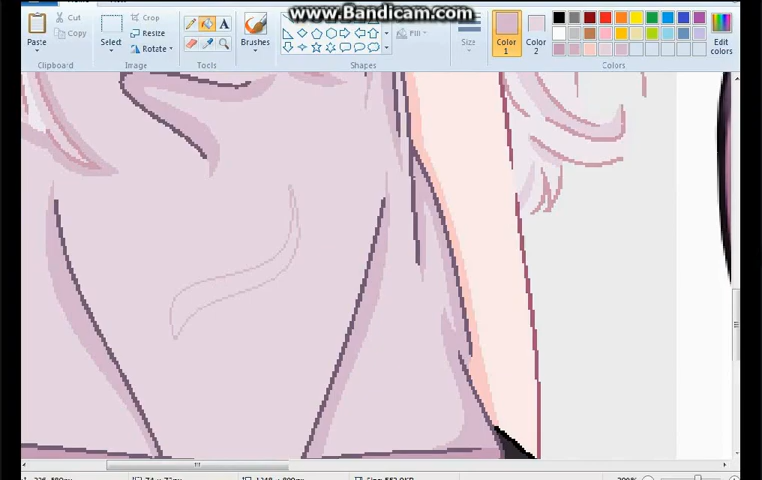 www.Bandicam.com
Paste
Cut
Copy
Clipboard
Select
Crop
Resize
Rotate
Image
A
Tools
Brushes
Fill
Shapes
Size
Color 1
Color 2
Edit colors
Colors